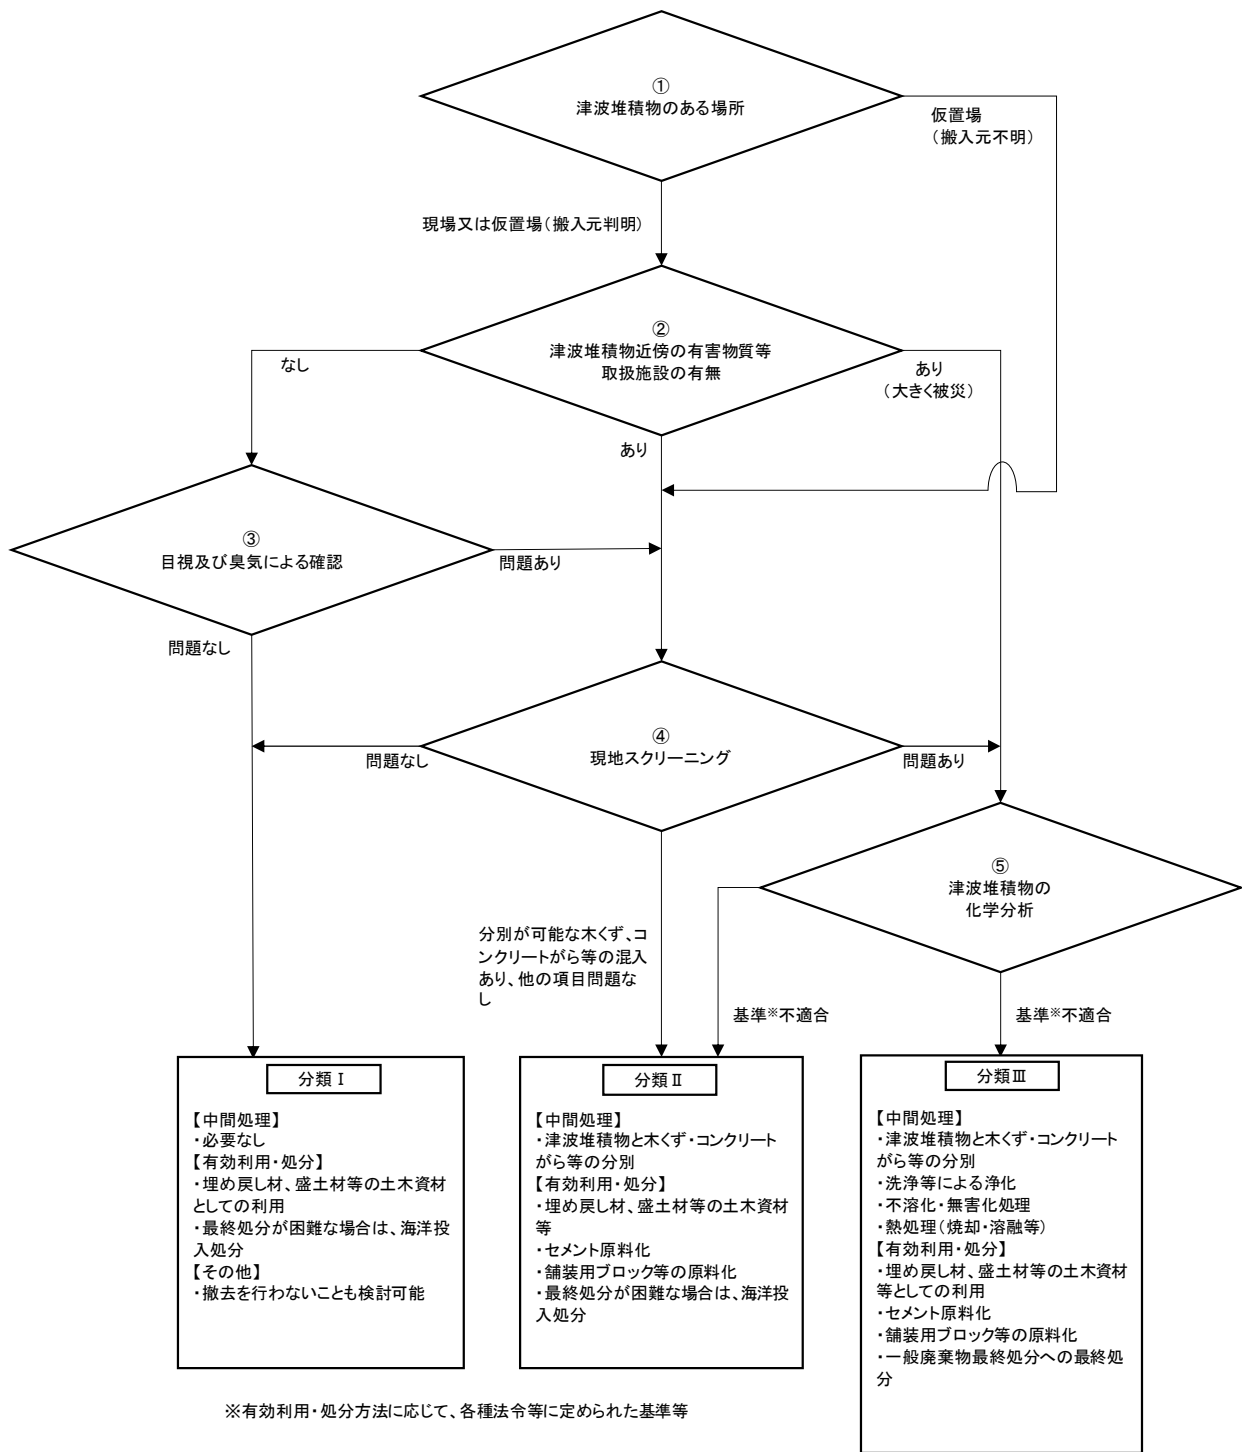 ①
津波堆積物のある場所
仮置場
（搬入元不明）
現場又は仮置場（搬入元判明）
②
津波堆積物近傍の有害物質等
取扱施設の有無
なし
あり
（大きく被災）
あり
③
目視及び臭気による確認
問題あり
問題なし
④
現地スクリーニング
問題なし
問題あり
⑤
津波堆積物の
化学分析
分別が可能な木くず、コ
ンクリートがら等の混入
あり、他の項目問題な
し
基準※不適合
基準※不適合
分類Ⅰ
【中間処理】
・必要なし
【有効利用・処分】
・埋め戻し材、盛土材等の土木資材
としての利用
・最終処分が困難な場合は、海洋投
入処分
【その他】
・撤去を行わないことも検討可能
分類Ⅱ
【中間処理】
・津波堆積物と木くず・コンクリート
がら等の分別
【有効利用・処分】
・埋め戻し材、盛土材等の土木資材
等
・セメント原料化
・舗装用ブロック等の原料化
・最終処分が困難な場合は、海洋投
入処分
分類Ⅲ
【中間処理】
・津波堆積物と木くず・コンクリート
がら等の分別
・洗浄等による浄化
・不溶化・無害化処理
・熱処理（焼却・溶融等）
【有効利用・処分】
・埋め戻し材、盛土材等の土木資材
等としての利用
・セメント原料化
・舗装用ブロック等の原料化
・一般廃棄物最終処分への最終処
分
※有効利用・処分方法に応じて、各種法令等に定められた基準等